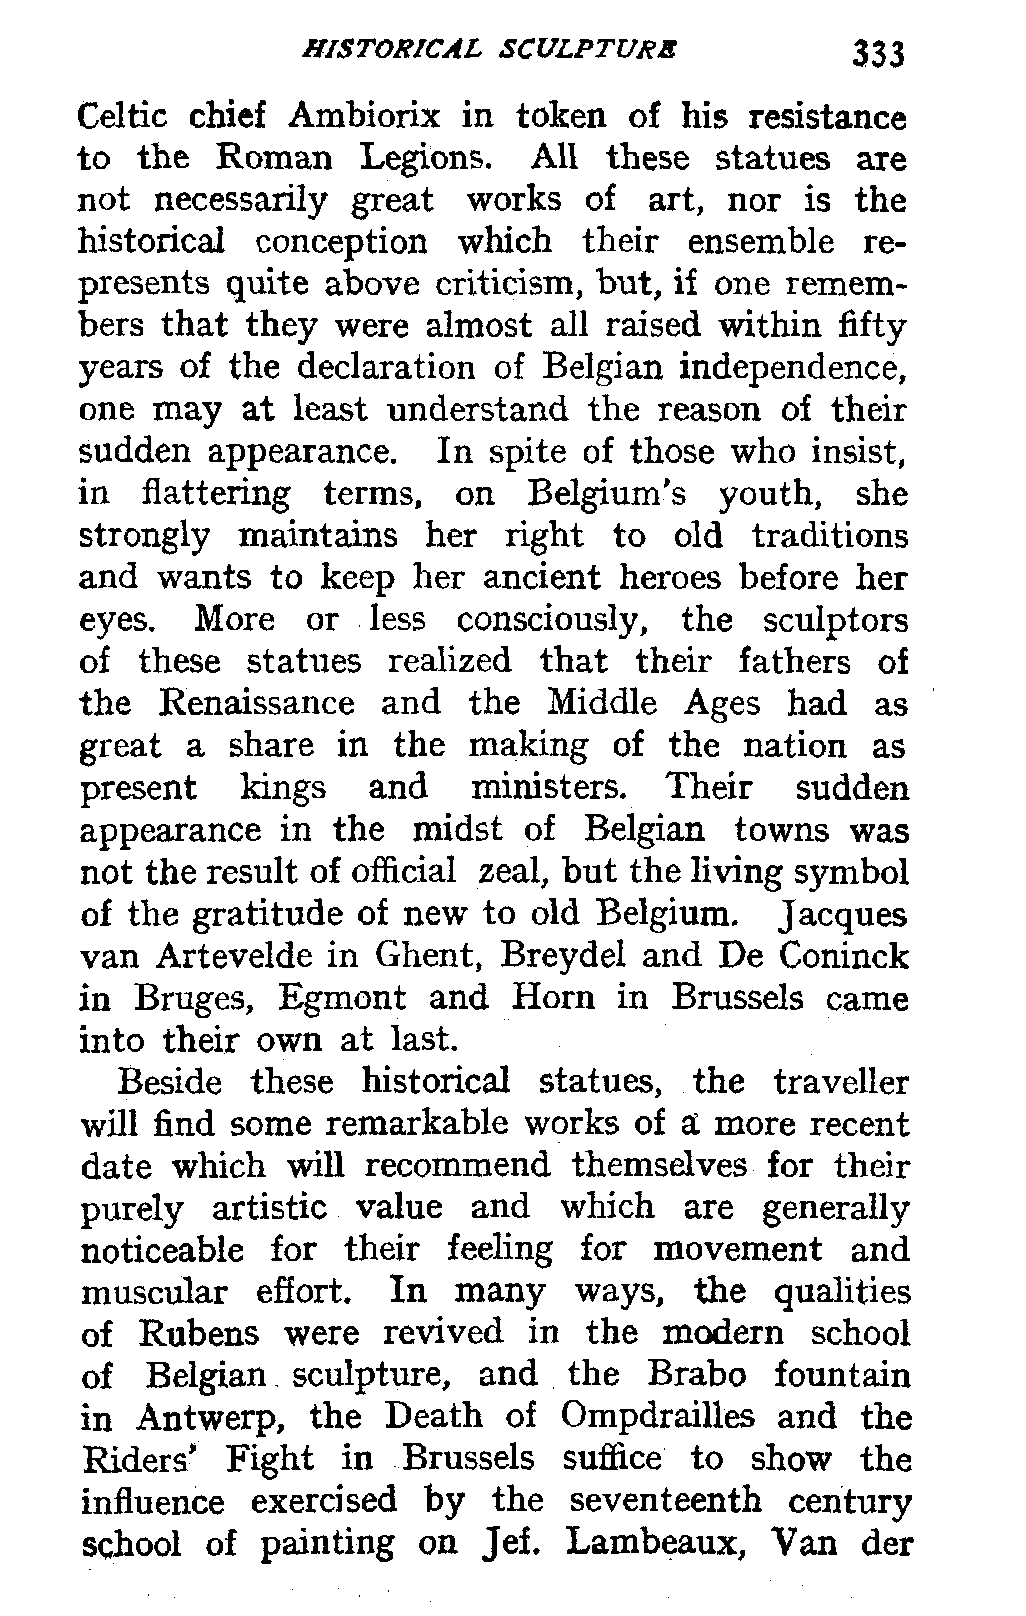 HISTORICAL SCULPTURE 333
Celtic chief Ambiorix in token of his resistance
to the Roman Legions. All these statues are
not necessarily great works of art, nor is the
historical conception which their ensemble re-
presents quite above criticism, but, if one remem-
bers that they were almost all raised within fifty
years of the declaration of Belgian independence,
one may at least understand the reason of their
sudden appearance. In spite of those who insist,
in flattering terms, on Belgium's youth, she
strongly maintains her right to old traditions
and wants to keep her ancient heroes before her
eyes. More or less consciously, the sculptors
of these statues realized that their fathers of
the Renaissance and the Middle Ages had as
great a share in the making of the nation as
present kings and ministers. Their sudden
appearance in the midst of Belgian towns was
not the result of official zeal, but the living symbol
of the gratitude of new to old Belgium. Jacques
van Artevelde in Ghent, Breydel and De Coninck
in Bruges, Egmont and Horn in Brussels came
into their own at last.
Beside these historical statues, the traveller
will find some remarkable works of a more recent
date which will recommend themselves for their
purely artistic value and which are generally
noticeable for their feeling for movement and
muscular effort. In many ways, the qualities
of Rubens were revived in the modern school
of Belgian sculpture, and the Brabo fountain
in Antwerp, the Death of Ompdrailles and the
Riders' Fight in Brussels suffice to show the
influence exercised by the seventeenth century
school of painting on Jef. Lambeaux, Van der